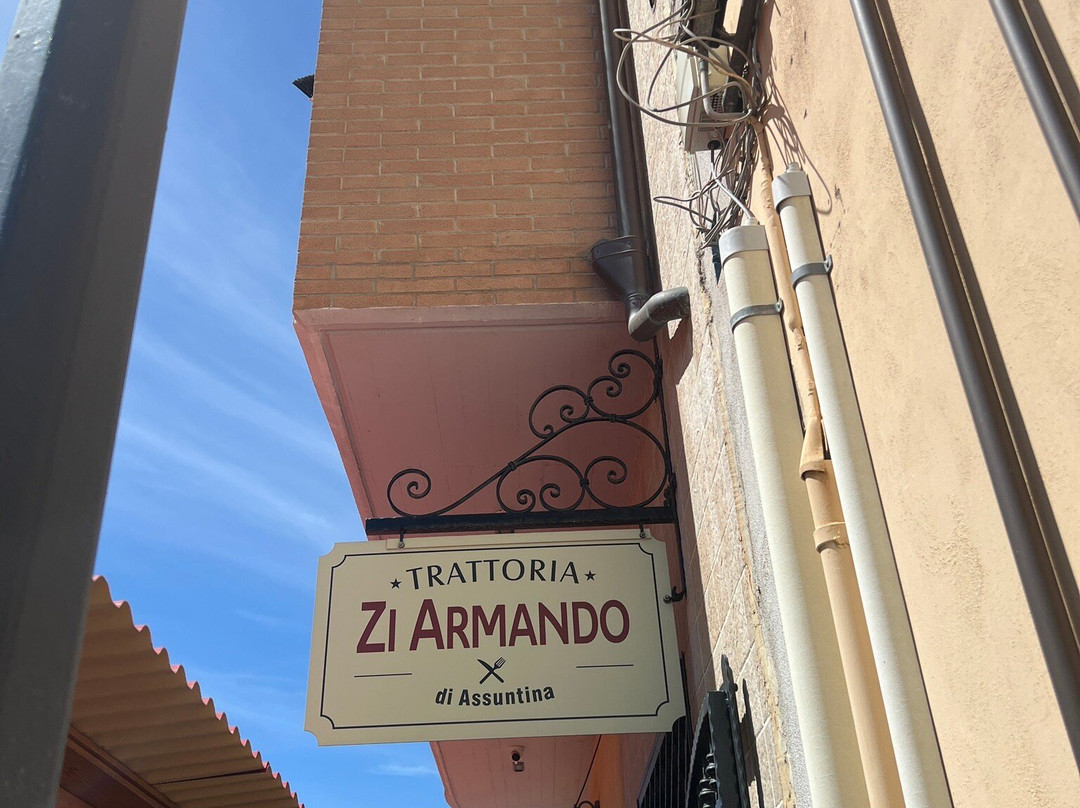 TRATTORIA
ZI ARMANDO
di Assuntina